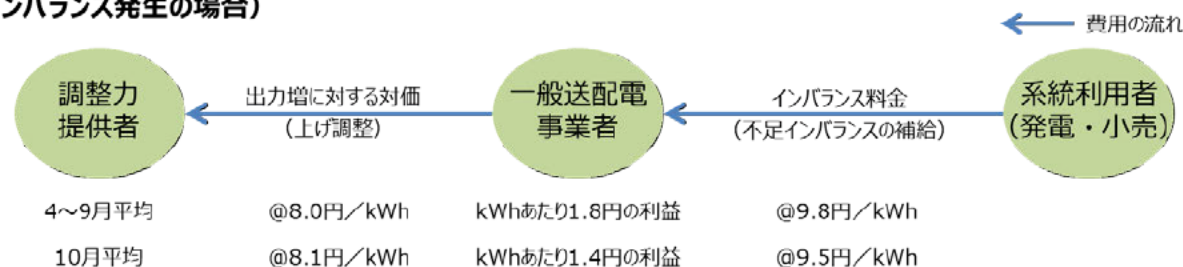 ンバランス発生の場合)
費用の流れ
調整力
提供者
出力増に対する対価
(上げ調整)
一般送配電
事業者
インバランス料金
(不足インバランスの補給)
系統利用者
(発電・小売)
4～9月平均 @8.0円/kWh kWhあたり1.8円の利益 @9.8円/kWh
10月平均 @8.1円/kWh kWhあたり1.4円の利益 @9.5円/kWh